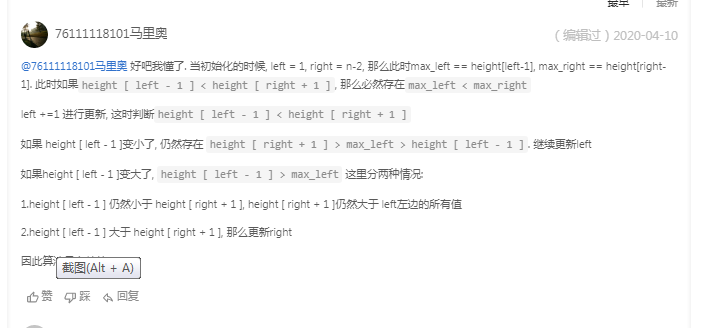 最早 最新
76111118101马里奥 (编辑过) 2020-04-10
@76111118101马里奥 好吧我懂了. 当初始化的时候, left = 1, right = n-2, 那么此时max_left == height[left-1], max_right == height[right-
1]. 此时如果 height [ left - 1 ] < height [ right + 1 ] , 那么必然存在 max_left < max_right
left +=1 进行更新, 这时判断 height [ left - 1 ] < height [ right + 1 ]
如果 height [ left - 1 ]变小了, 仍然存在 height [ right + 1 ] > max_left > height [ left - 1 ] . 继续更新left
如果height [ left - 1 ]变大了, height [ left - 1 ] > max_left 这里分两种情况:
1.height [ left - 1 ] 仍然小于 height [ right + 1 ], height [ right + 1 ]仍然大于 left左边的所有值
2.height [ left - 1 ] 大于 height [ right + 1 ], 那么更新right
因此算
截图(Alt + A)
赞 踩 回复